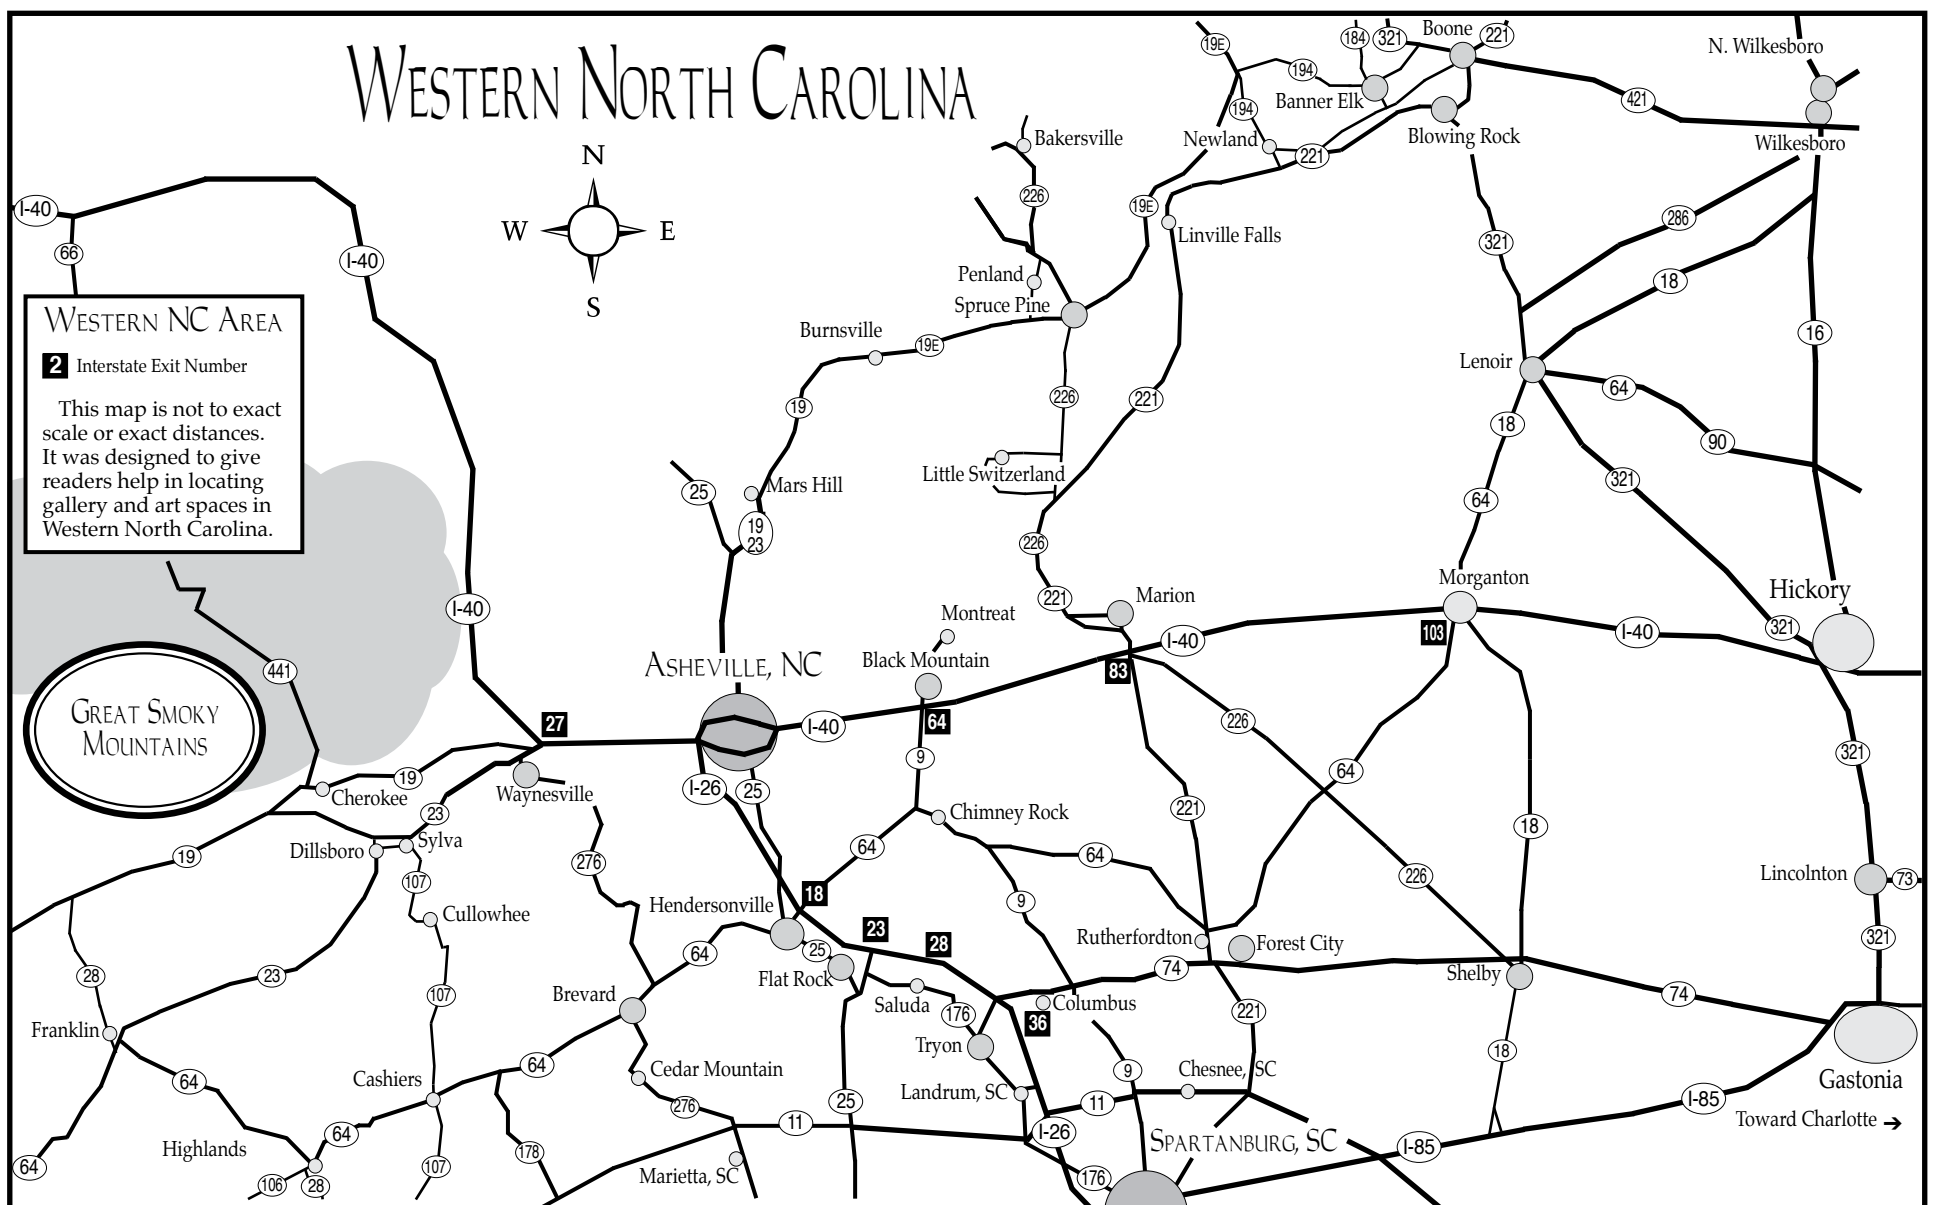 WESTERN NORTH CAROLINA
N
W E
S
WESTERN NC AREA
2 Interstate Exit Number
This map is not to exact
scale or exact distances.
It was designed to give
readers help in locating
gallery and art spaces in
Western North Carolina.
I-40
66
I-40
I-40
441
GREAT SMOKY
MOUNTAINS
19E
184
321
Boone
221
N. Wilkesboro
194
Banner Elk
194
421
Newland
221
Blowing Rock
Wilkesboro
Bakersville
226
19E
Linville Falls
321
286
18
16
Penland
Spruce Pine
Burnsville
19E
19
226
221
Lenoir
64
90
18
321
64
Little Switzerland
25
Mars Hill
19
23
226
221
Marion
Morganton
103
Hickory
321
I-40
I-40
Montreat
Black Mountain
ASHEVILLE, NC
83
27
I-40
64
226
9
64
321
Waynesville
19
Cherokee
23
I-26
25
Chimney Rock
221
18
19
Dillsboro
Sylva
276
64
64
226
Lincolnton
73
107
18
9
Cullowhee
Hendersonville
23
28
Rutherfordton
Forest City
321
64
25
Flat Rock
74
Shelby
74
28
23
107
Brevard
Saluda
176
Columbus
36
221
Franklin
Tryon
18
64
64
Cashiers
Cedar Mountain
Landrum, SC
9
Chesnee, SC
Gastonia
276
25
11
I-85
11
Toward Charlotte
Highlands
64
178
I-26
SPARTANBURG, SC
I-85
64
106
28
107
Marietta, SC
176